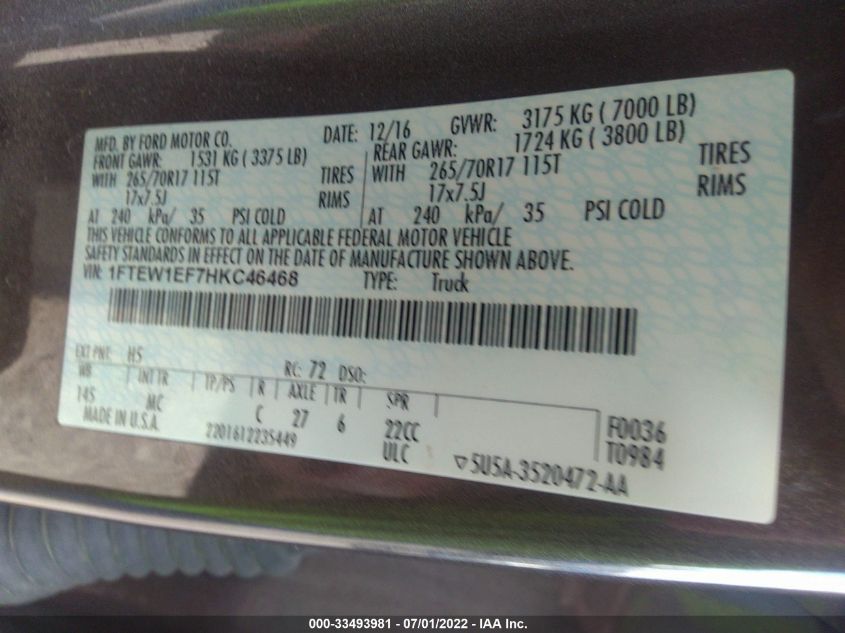 MFD. BY FORD MOTOR CO.
DATE: 12/16 GVWR: 3175 KG ( 7000 LB)
FRONT GAWR: 1531 KG ( 3375 LB)
REAR GAWR: 1724 KG ( 3800 LB)
WITH 265/70R17 115T TIRES
WITH 265/70R17 115T TIRES
17x7.5J RIMS
17x7.5J RIMS
AT 240 kPa/ 35 PSI COLD
AT 240 kPa/ 35 PSI COLD
THIS VEHICLE CONFORMS TO ALL APPLICABLE FEDERAL MOTOR VEHICLE
SAFETY STANDARDS IN EFFECT ON THE DATE OF MANUFACTURE SHOWN ABOVE.
VIN: 1FTEW1EF7HKC46468 TYPE: Truck
EXT PNT: H5 RC: 72 DSO:
WB INT TR TP/PS R AXLE TR SPR
145 MC C 27 6 22CC F0036
MADE IN U.S.A. 2201612235449 ULC T0984
▽5U5A-3520472-AA
000-33493981 - 07/01/2022 - IAA Inc.